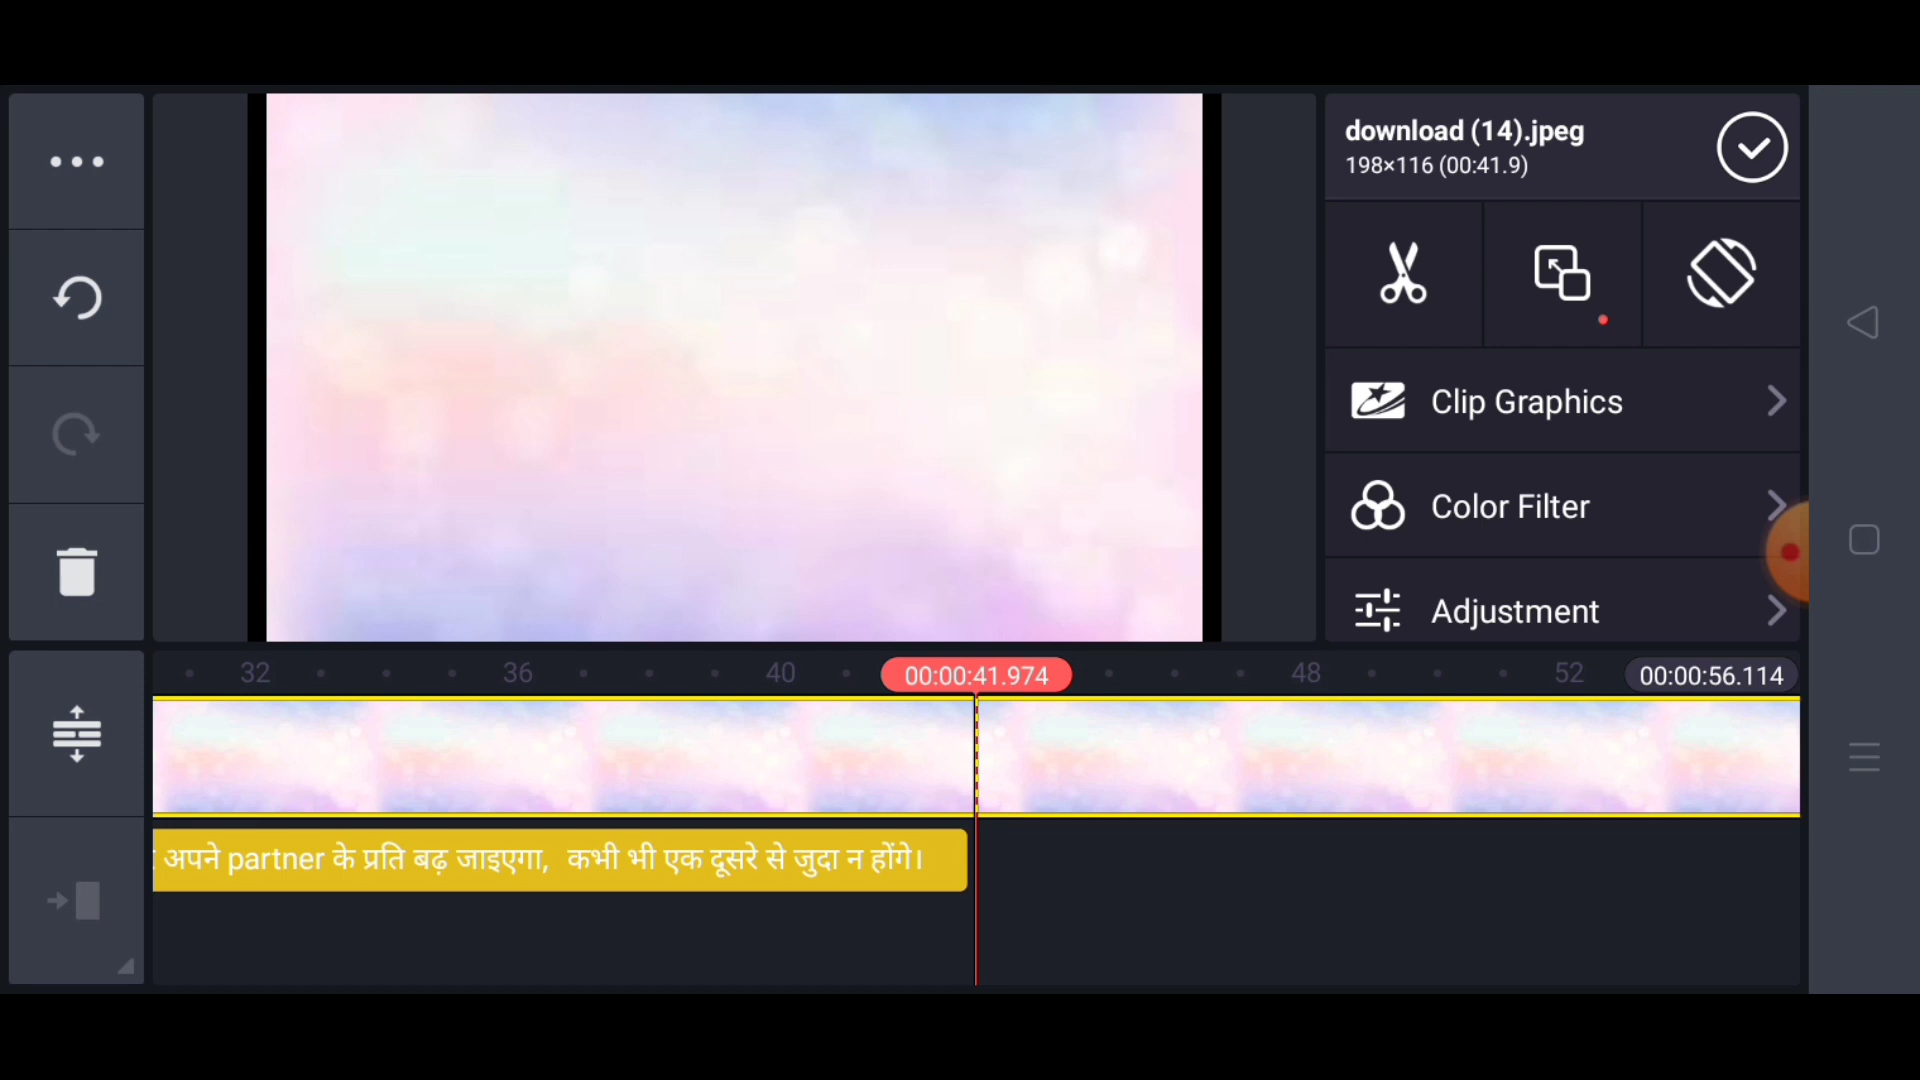 download (14).jpeg
198×116 (00:41.9)
Clip Graphics
Color Filter
Adjustment
32 36 40 00:00:41.974 48 52 00:00:56.114
अपने partner के प्रति बढ़ जाइएगा, कभी भी एक दूसरे से जुदा न होंगे।